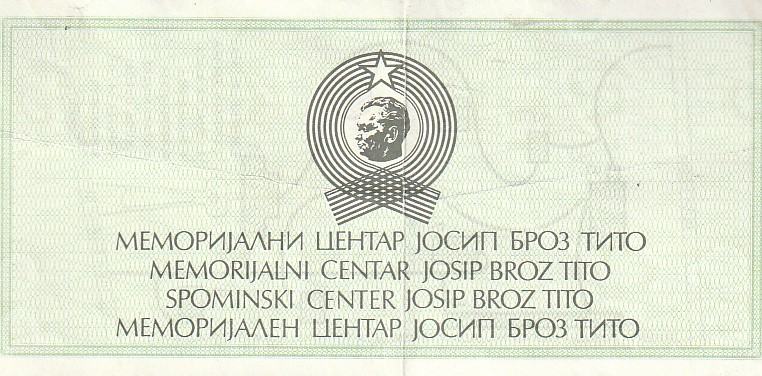 МЕМОРИЈАЛНИ ЦЕНТАР ЈОСИП БРОЗ ТИТО
MEMORIJALNI CENTAR JOSIP BROZ TITO
SPOMINSKI CENTER JOSIP BROZ TITO
МЕМОРИЈАЛЕН ЦЕНТАР ЈОСИП БРОЗ ТИТО